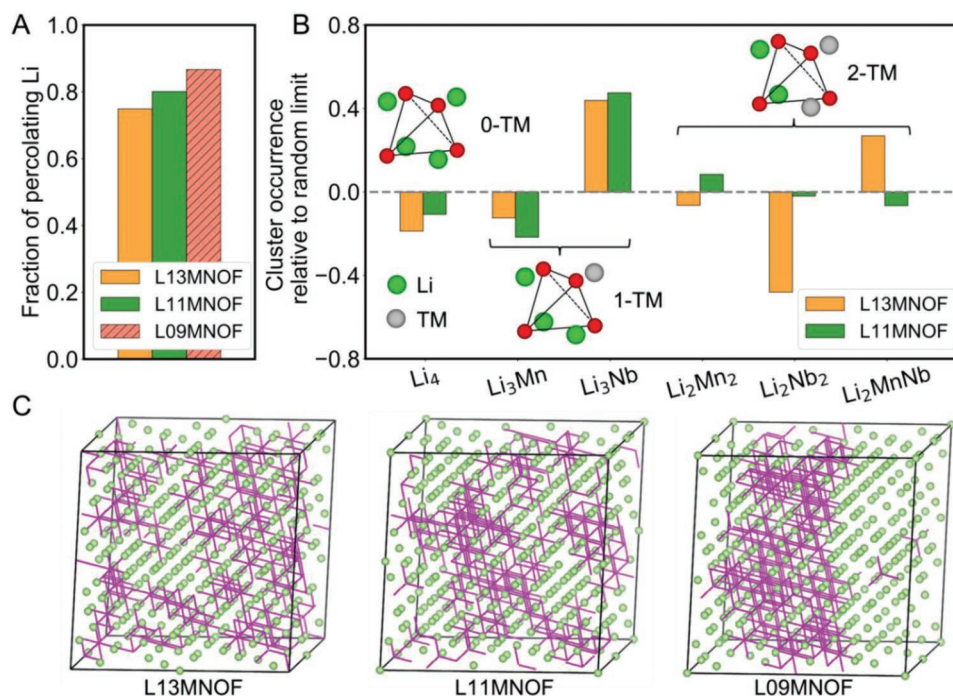 A
Fraction of percolating Li
1.0
0.8
0.6
0.4
0.2
0.0
L13MNOF
L11MNOF
L09MNOF
B
Cluster occurrence
relative to random limit
0.8
0.4
0.0
−0.4
−0.8
0-TM
2-TM
1-TM
Li
TM
L13MNOF
L11MNOF
Li₄
Li₃Mn
Li₃Nb
Li₂Mn₂
Li₂Nb₂
Li₂MnNb
C
L13MNOF
L11MNOF
L09MNOF